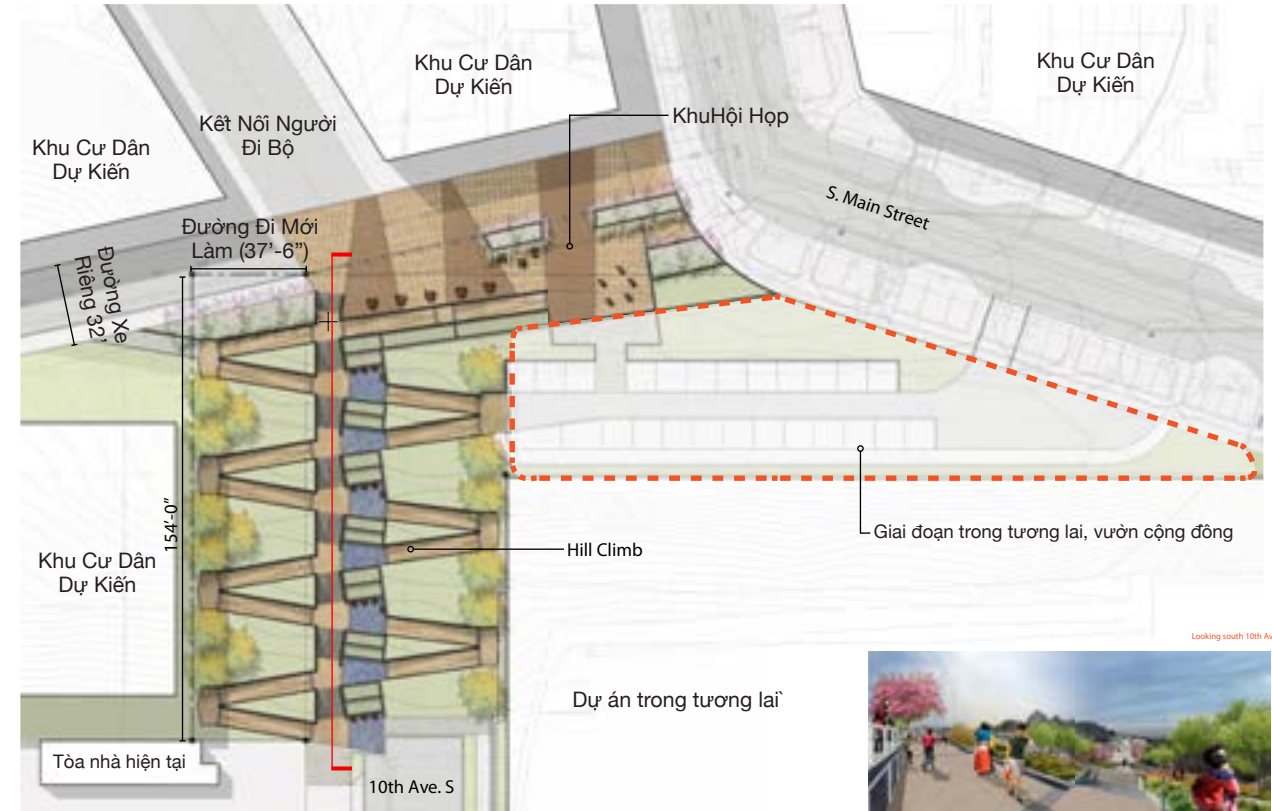 Khu Cư Dân
Dự Kiến
Khu Cư Dân
Dự Kiến
Kết Nối Người
Đi Bộ
KhuHội Họp
Khu Cư Dân
Dự Kiến
S. Main Street
Đường Đi Mới
Làm (37'-6")
Đường Xe
Riêng 32'
154'-0"
Giai đoạn trong tương lai, vườn cộng đông
Hill Climb
Khu Cư Dân
Dự Kiến
Looking south 10th Av
Dự án trong tương lai`
Tòa nhà hiện tại
10th Ave. S